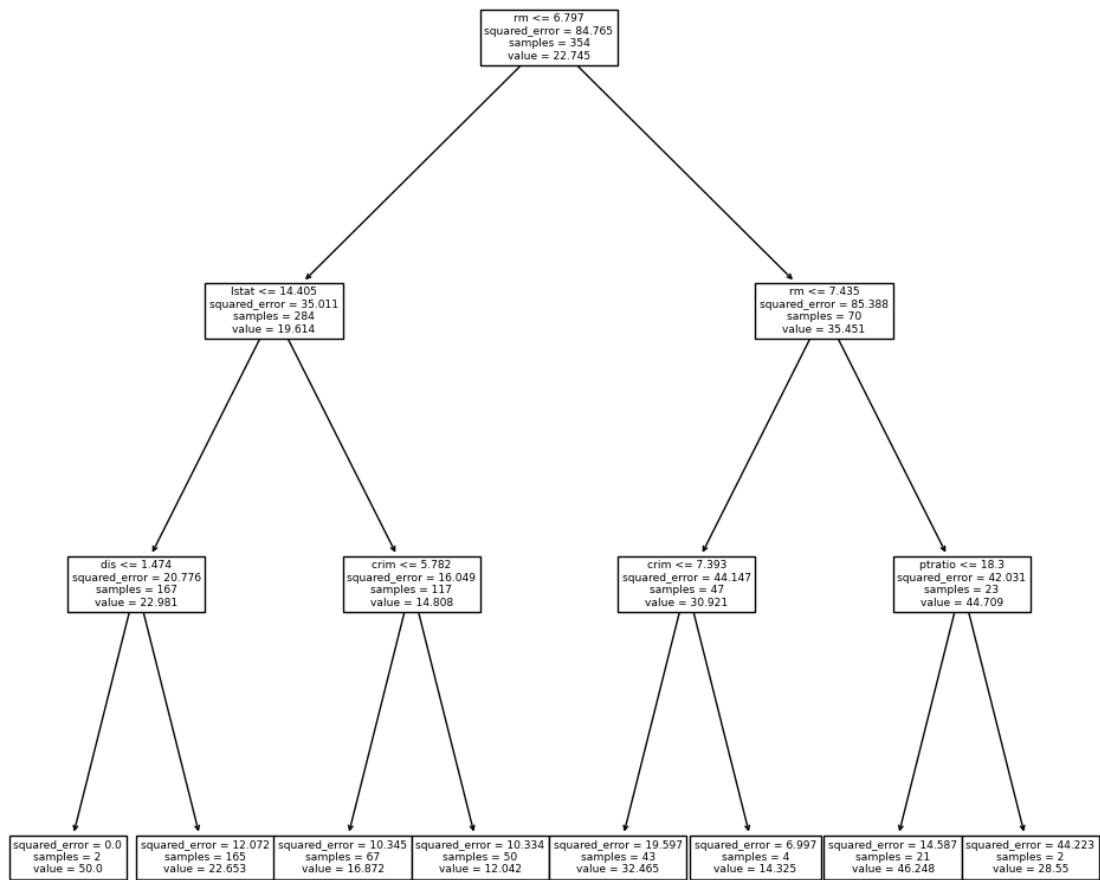 rm <= 6.797
squared_error = 84.765
samples = 354
value = 22.745
lstat <= 14.405
squared_error = 35.011
samples = 284
value = 19.614
rm <= 7.435
squared_error = 85.388
samples = 70
value = 35.451
dis <= 1.474
squared_error = 20.776
samples = 167
value = 22.981
crim <= 5.782
squared_error = 16.049
samples = 117
value = 14.808
crim <= 7.393
squared_error = 44.147
samples = 47
value = 30.921
ptratio <= 18.3
squared_error = 42.031
samples = 23
value = 44.709
squared_error = 0.0
samples = 2
value = 50.0
squared_error = 12.072
samples = 165
value = 22.653
squared_error = 10.345
samples = 67
value = 16.872
squared_error = 10.334
samples = 50
value = 12.042
squared_error = 19.597
samples = 43
value = 32.465
squared_error = 6.997
samples = 4
value = 14.325
squared_error = 14.587
samples = 21
value = 46.248
squared_error = 44.223
samples = 2
value = 28.55